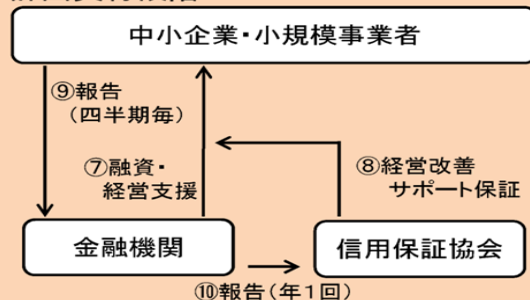 中小企業・小規模事業者
⑨報告
(四半期毎)
⑦融資・
経営支援
⑧経営改善
サポート保証
金融機関
信用保証協会
⑩報告(年1回)